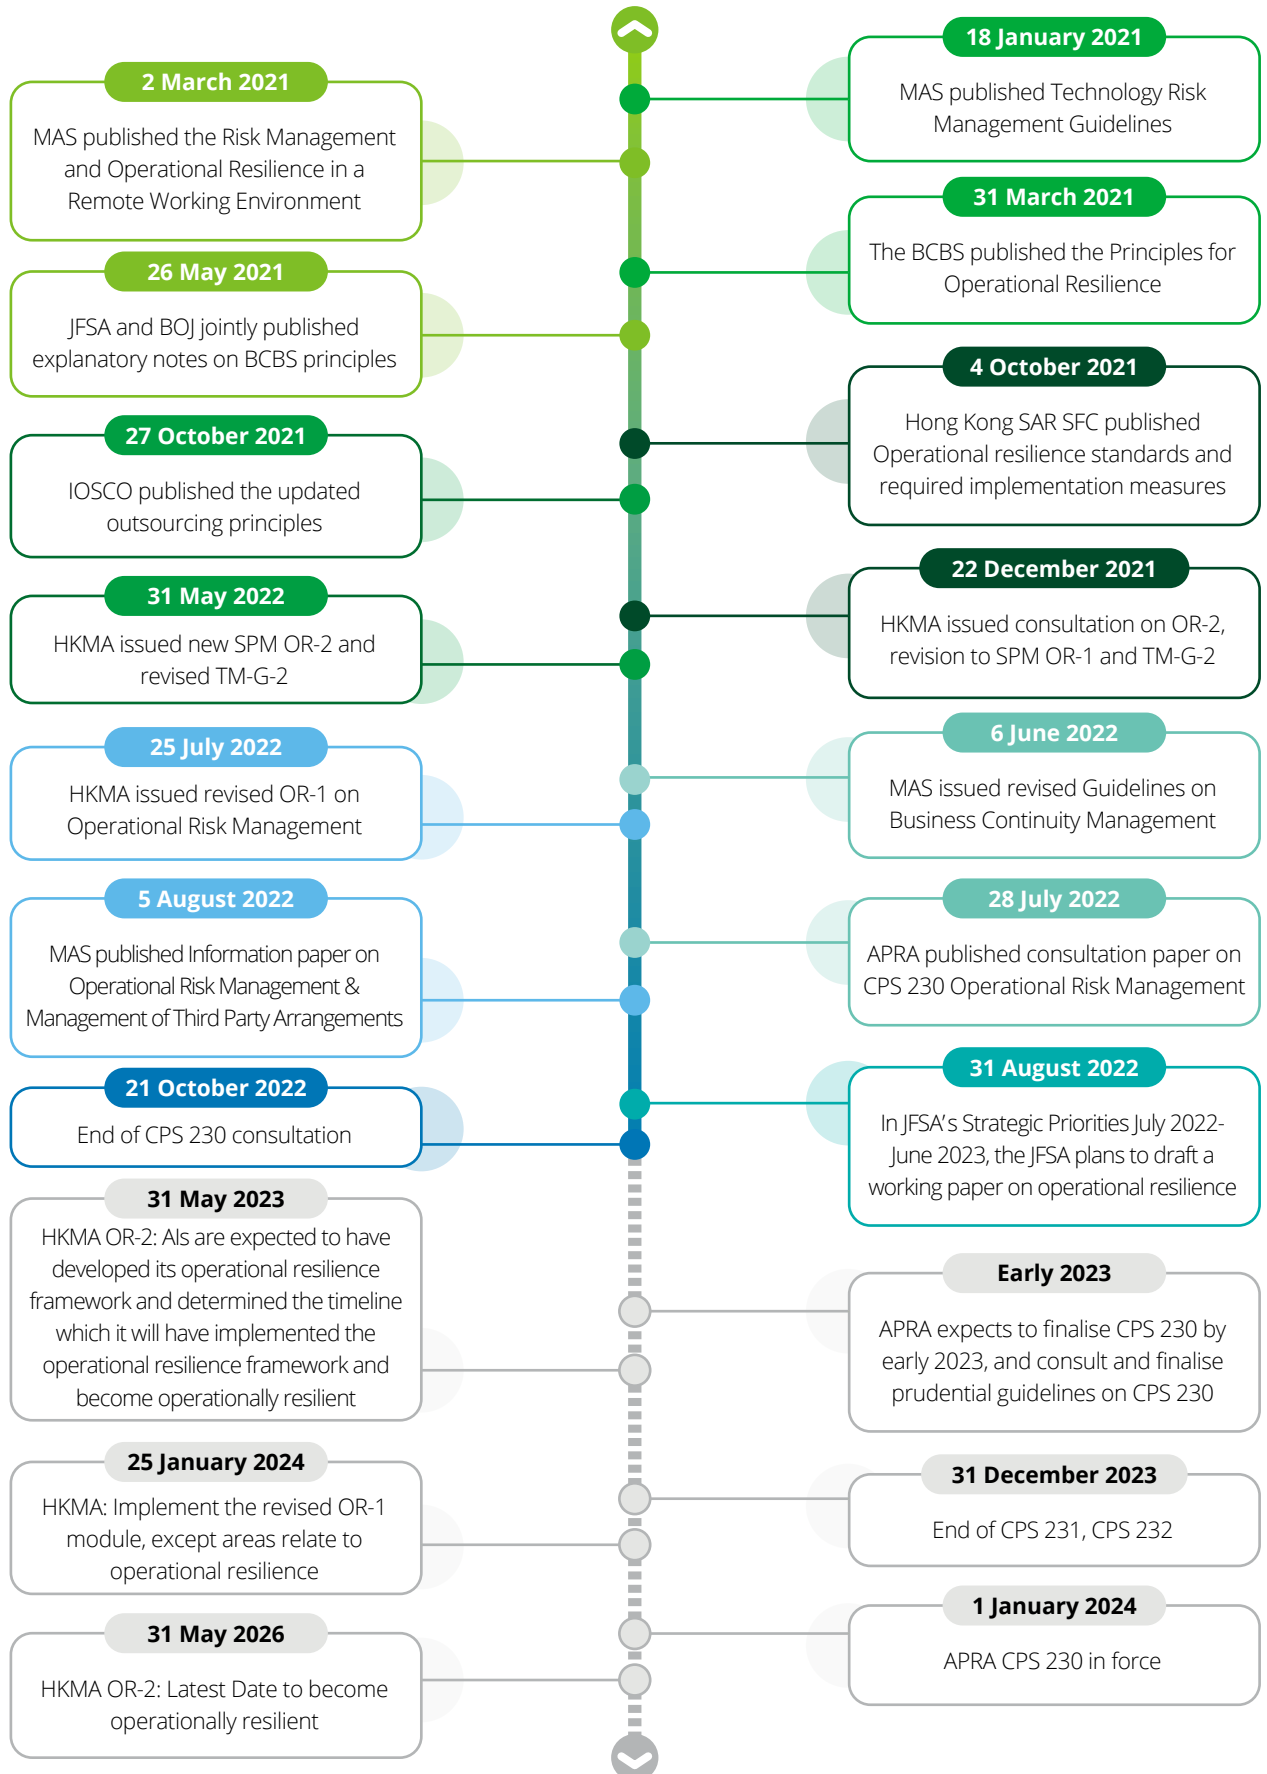 18 January 2021
MAS published Technology Risk
Management Guidelines
2 March 2021
MAS published the Risk Management
and Operational Resilience in a
Remote Working Environment
31 March 2021
The BCBS published the Principles for
Operational Resilience
26 May 2021
JFSA and BOJ jointly published
explanatory notes on BCBS principles
4 October 2021
Hong Kong SAR SFC published
Operational resilience standards and
required implementation measures
27 October 2021
IOSCO published the updated
outsourcing principles
22 December 2021
HKMA issued consultation on OR-2,
revision to SPM OR-1 and TM-G-2
31 May 2022
HKMA issued new SPM OR-2 and
revised TM-G-2
6 June 2022
MAS issued revised Guidelines on
Business Continuity Management
25 July 2022
HKMA issued revised OR-1 on
Operational Risk Management
28 July 2022
APRA published consultation paper on
CPS 230 Operational Risk Management
5 August 2022
MAS published Information paper on
Operational Risk Management &
Management of Third Party Arrangements
31 August 2022
In JFSA's Strategic Priorities July 2022-
June 2023, the JFSA plans to draft a
working paper on operational resilience
21 October 2022
End of CPS 230 consultation
Early 2023
APRA expects to finalise CPS 230 by
early 2023, and consult and finalise
prudential guidelines on CPS 230
31 May 2023
HKMA OR-2: AIs are expected to have
developed its operational resilience
framework and determined the timeline
which it will have implemented the
operational resilience framework and
become operationally resilient
31 December 2023
End of CPS 231, CPS 232
25 January 2024
HKMA: Implement the revised OR-1
module, except areas relate to
operational resilience
1 January 2024
APRA CPS 230 in force
31 May 2026
HKMA OR-2: Latest Date to become
operationally resilient